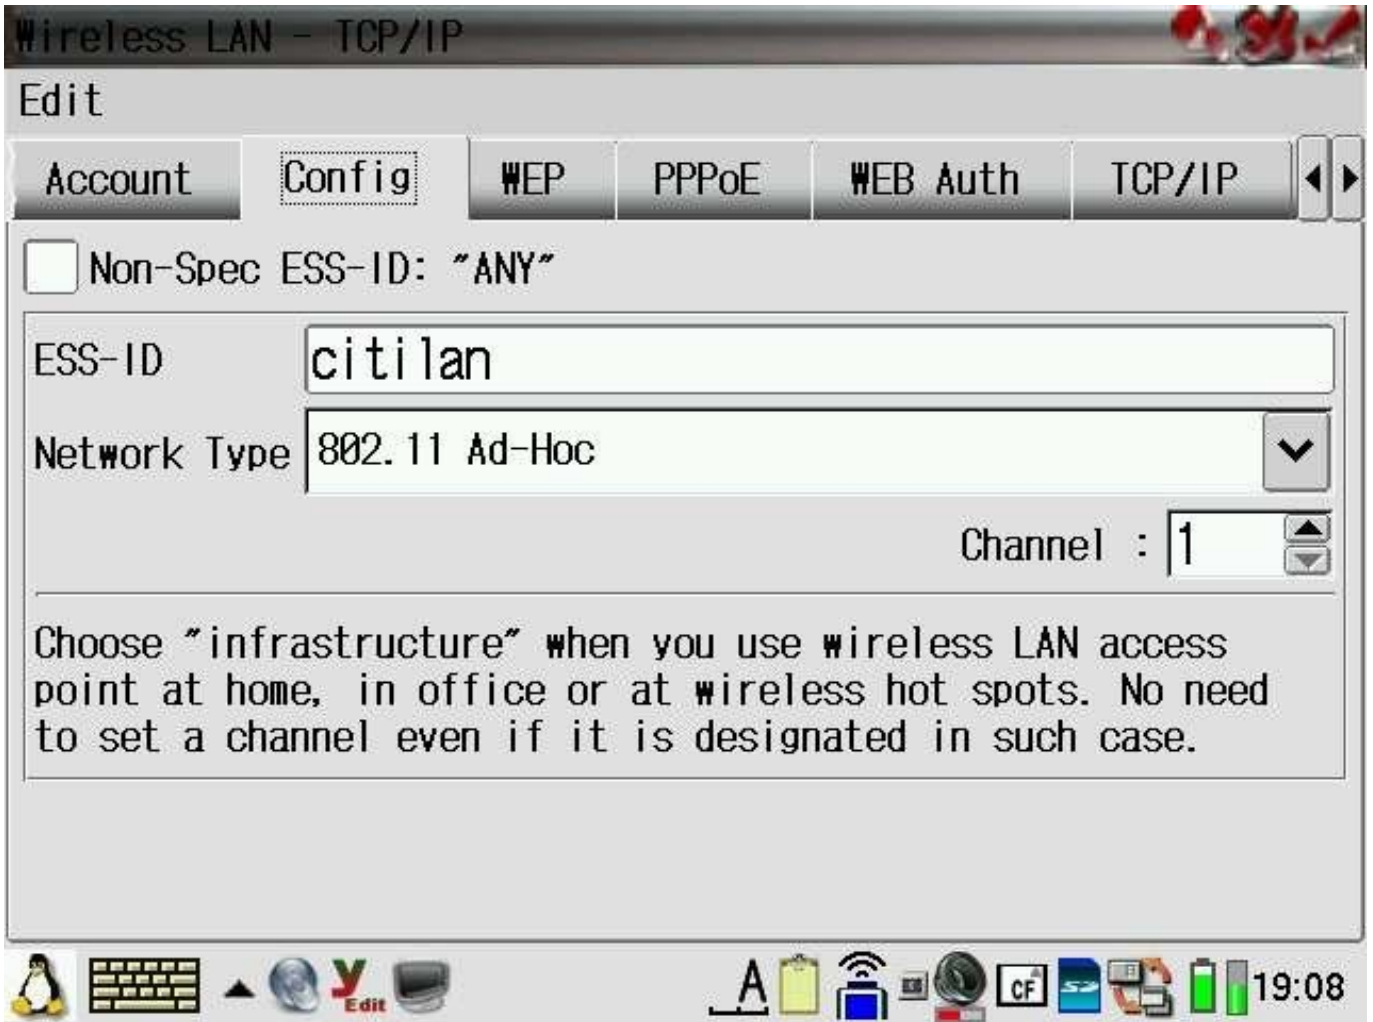 Wireless LAN - TCP/IP
Edit
Account Config WEP PPPoE WEB Auth TCP/IP
Non-Spec ESS-ID: "ANY"
ESS-ID citilan
Network Type 802.11 Ad-Hoc
Channel : 1
Choose "infrastructure" when you use wireless LAN access
point at home, in office or at wireless hot spots. No need
to set a channel even if it is designated in such case.
Edit A CF 19:08